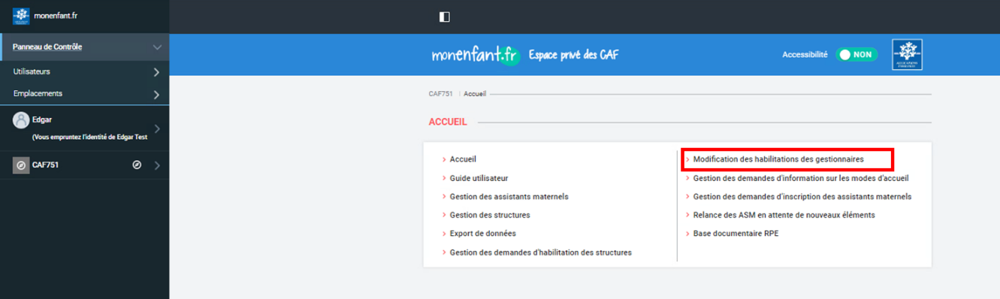 monenfant.fr
Panneau de Contrôle
Utilisateurs
Emplacements
Edgar
(Vous empruntez l'identité de Edgar Test
CAF751
monenfant.fr Espace privé des CAF
Accessibilité NON
CAF751 | Accueil
ACCUEIL
Accueil
Guide utilisateur
Gestion des assistants maternels
Gestion des structures
Export de données
Gestion des demandes d'habilitation des structures
Modification des habilitations des gestionnaires
Gestion des demandes d'information sur les modes d'accueil
Gestion des demandes d'inscription des assistants maternels
Relance des ASM en attente de nouveaux éléments
Base documentaire RPE